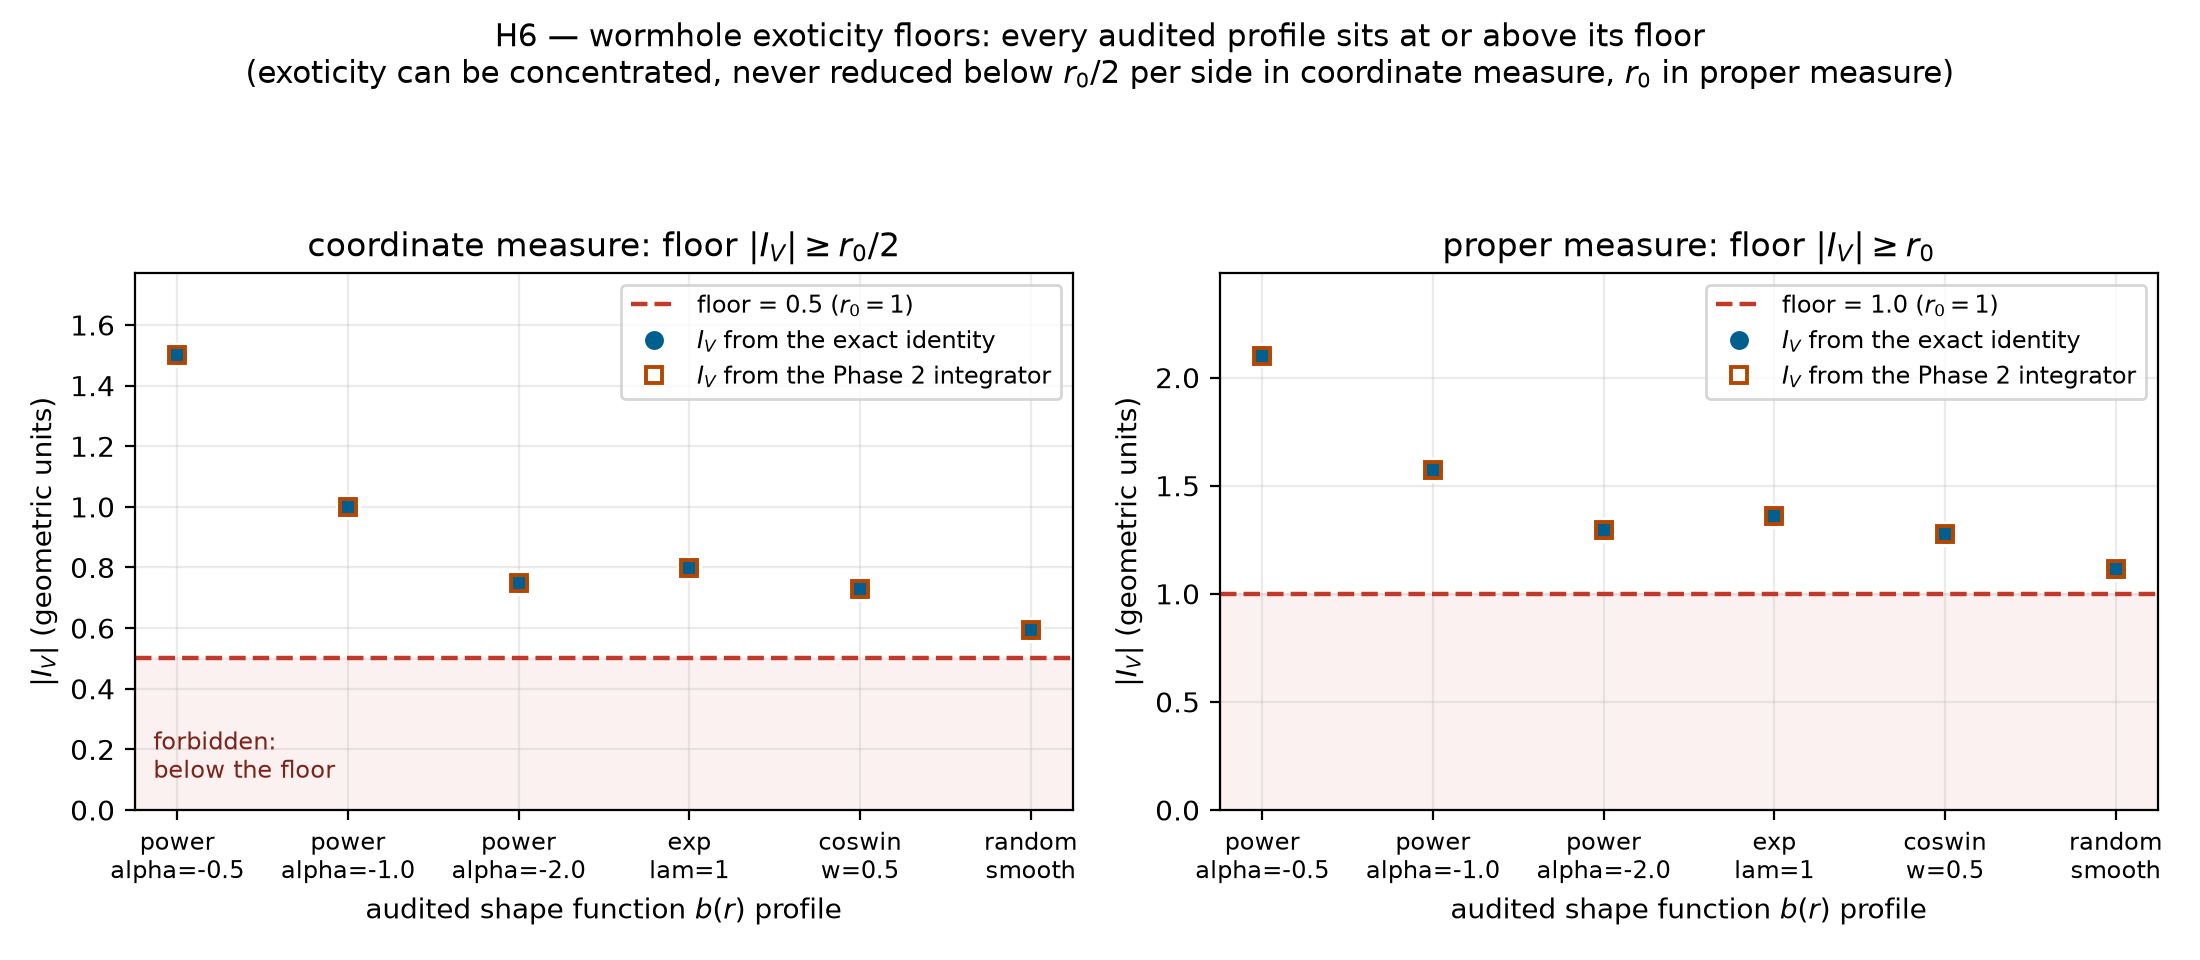 H6 — wormhole exoticity floors: every audited profile sits at or above its floor
(exoticity can be concentrated, never reduced below r₀/2 per side in coordinate measure, r₀ in proper measure)
coordinate measure: floor |I_V| ≥ r₀/2
floor = 0.5 (r₀ = 1)
I_V from the exact identity
I_V from the Phase 2 integrator
|I_V| (geometric units)
1.6
1.4
1.2
1.0
0.8
0.6
0.4
0.2
0.0
forbidden:
below the floor
power
alpha=-0.5
power
alpha=-1.0
power
alpha=-2.0
exp
lam=1
coswin
w=0.5
random
smooth
audited shape function b(r) profile
proper measure: floor |I_V| ≥ r₀
floor = 1.0 (r₀ = 1)
I_V from the exact identity
I_V from the Phase 2 integrator
|I_V| (geometric units)
2.0
1.5
1.0
0.5
0.0
power
alpha=-0.5
power
alpha=-1.0
power
alpha=-2.0
exp
lam=1
coswin
w=0.5
random
smooth
audited shape function b(r) profile